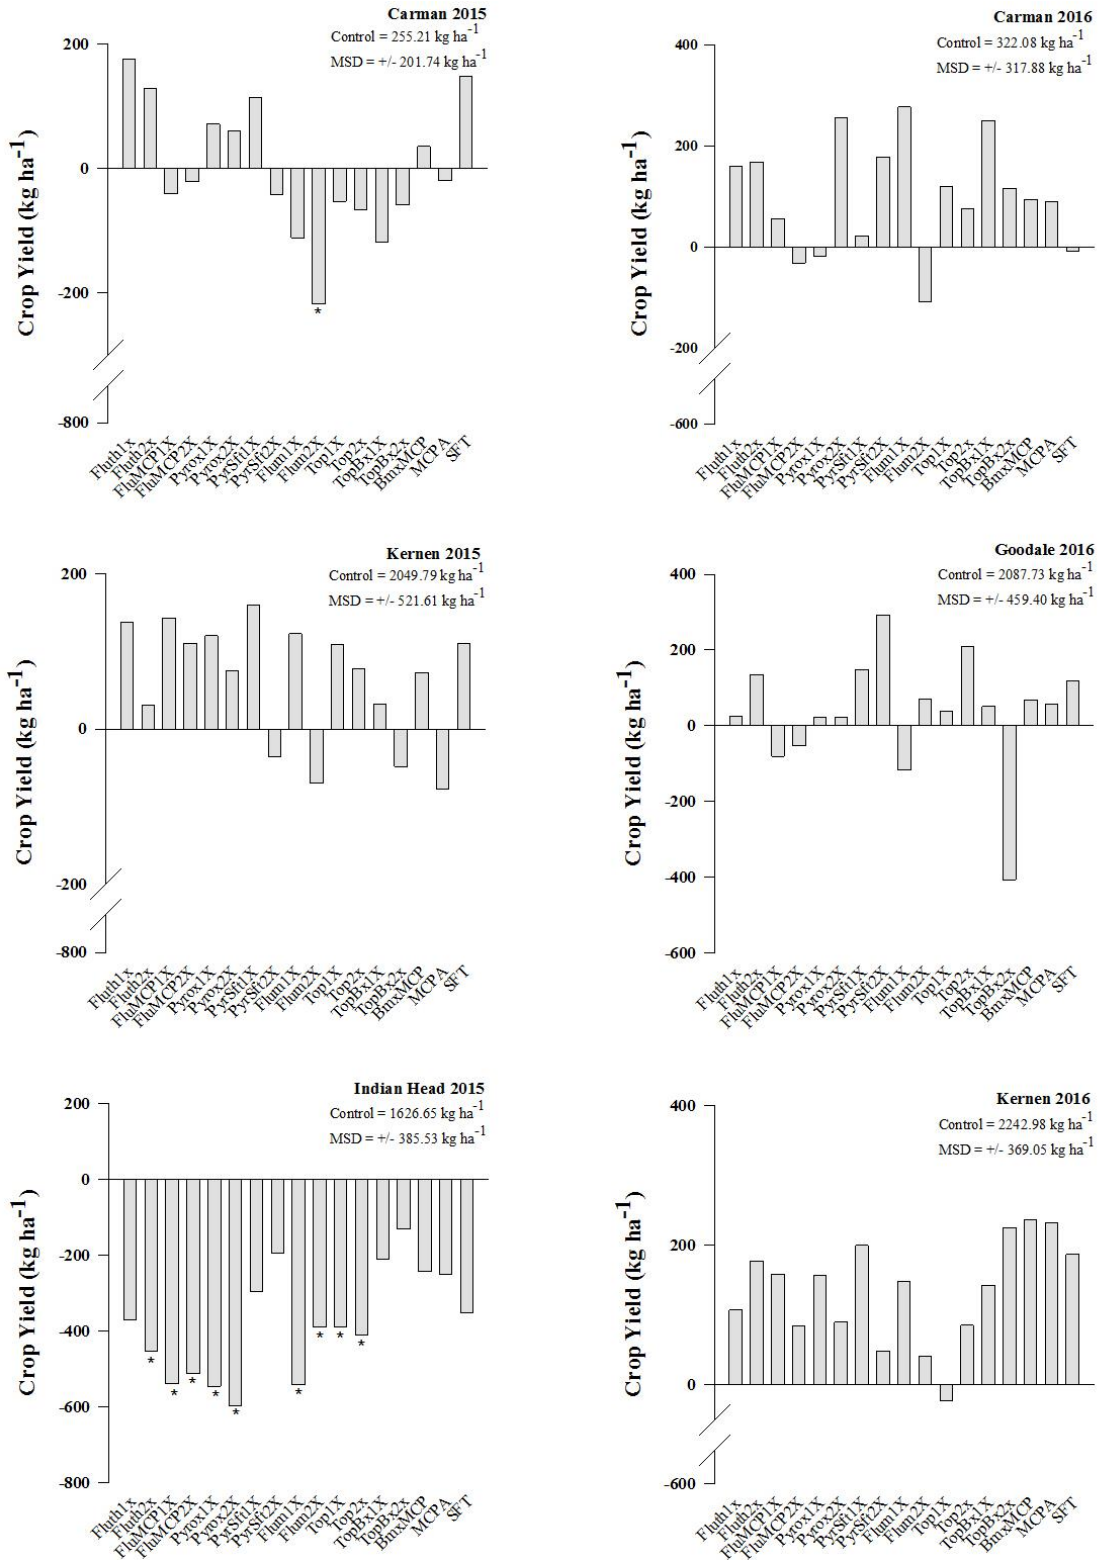 Carman 2015
Control = 255.21 kg ha-1
MSD = +/- 201.74 kg ha-1
200
0
-200
-800
Crop Yield (kg ha-1)
Fluth1x
Fluth2x
FluMCP1X
FluMCP2X
Pyrox1X
Pyrox2X
PyrSft1X
PyrSft2X
Flum1X
Flum2X
Top1X
Top2x
TopBx1X
TopBx2x
BmxMCP
MCPA
SFT
*
Carman 2016
Control = 322.08 kg ha-1
MSD = +/- 317.88 kg ha-1
400
200
0
-200
-600
Crop Yield (kg ha-1)
Fluth1x
Fluth2x
FluMCP1X
FluMCP2X
Pyrox1X
Pyrox2X
PyrSft1X
PyrSft2X
Flum1X
Flum2X
Top1X
Top2x
TopBx1X
TopBx2x
BmxMCP
MCPA
SFT
Kernen 2015
Control = 2049.79 kg ha-1
MSD = +/- 521.61 kg ha-1
200
0
-200
-800
Crop Yield (kg ha-1)
Fluth1x
Fluth2x
FluMCP1X
FluMCP2X
Pyrox1X
Pyrox2X
PyrSft1X
PyrSft2X
Flum1X
Flum2X
Top1X
Top2x
TopBx1X
TopBx2x
BmxMCP
MCPA
SFT
Goodale 2016
Control = 2087.73 kg ha-1
MSD = +/- 459.40 kg ha-1
400
200
0
-200
-400
-600
Crop Yield (kg ha-1)
Fluth1x
Fluth2x
FluMCP1X
FluMCP2X
Pyrox1X
Pyrox2X
PyrSft1X
PyrSft2X
Flum1X
Flum2X
Top1X
Top2x
TopBx1X
TopBx2x
BmxMCP
MCPA
SFT
Indian Head 2015
Control = 1626.65 kg ha-1
MSD = +/- 385.53 kg ha-1
200
0
-200
-400
-600
-800
Crop Yield (kg ha-1)
* * * * * * * * *
Fluth1x
Fluth2x
FluMCP1X
FluMCP2X
Pyrox1X
Pyrox2X
PyrSft1X
PyrSft2X
Flum1X
Flum2X
Top1X
Top2x
TopBx1X
TopBx2x
BmxMCP
MCPA
SFT
Kernen 2016
Control = 2242.98 kg ha-1
MSD = +/- 369.05 kg ha-1
400
200
0
-600
Crop Yield (kg ha-1)
Fluth1x
Fluth2x
FluMCP1X
FluMCP2X
Pyrox1X
Pyrox2X
PyrSft1X
PyrSft2X
Flum1X
Flum2X
Top1X
Top2x
TopBx1X
TopBx2x
BmxMCP
MCPA
SFT